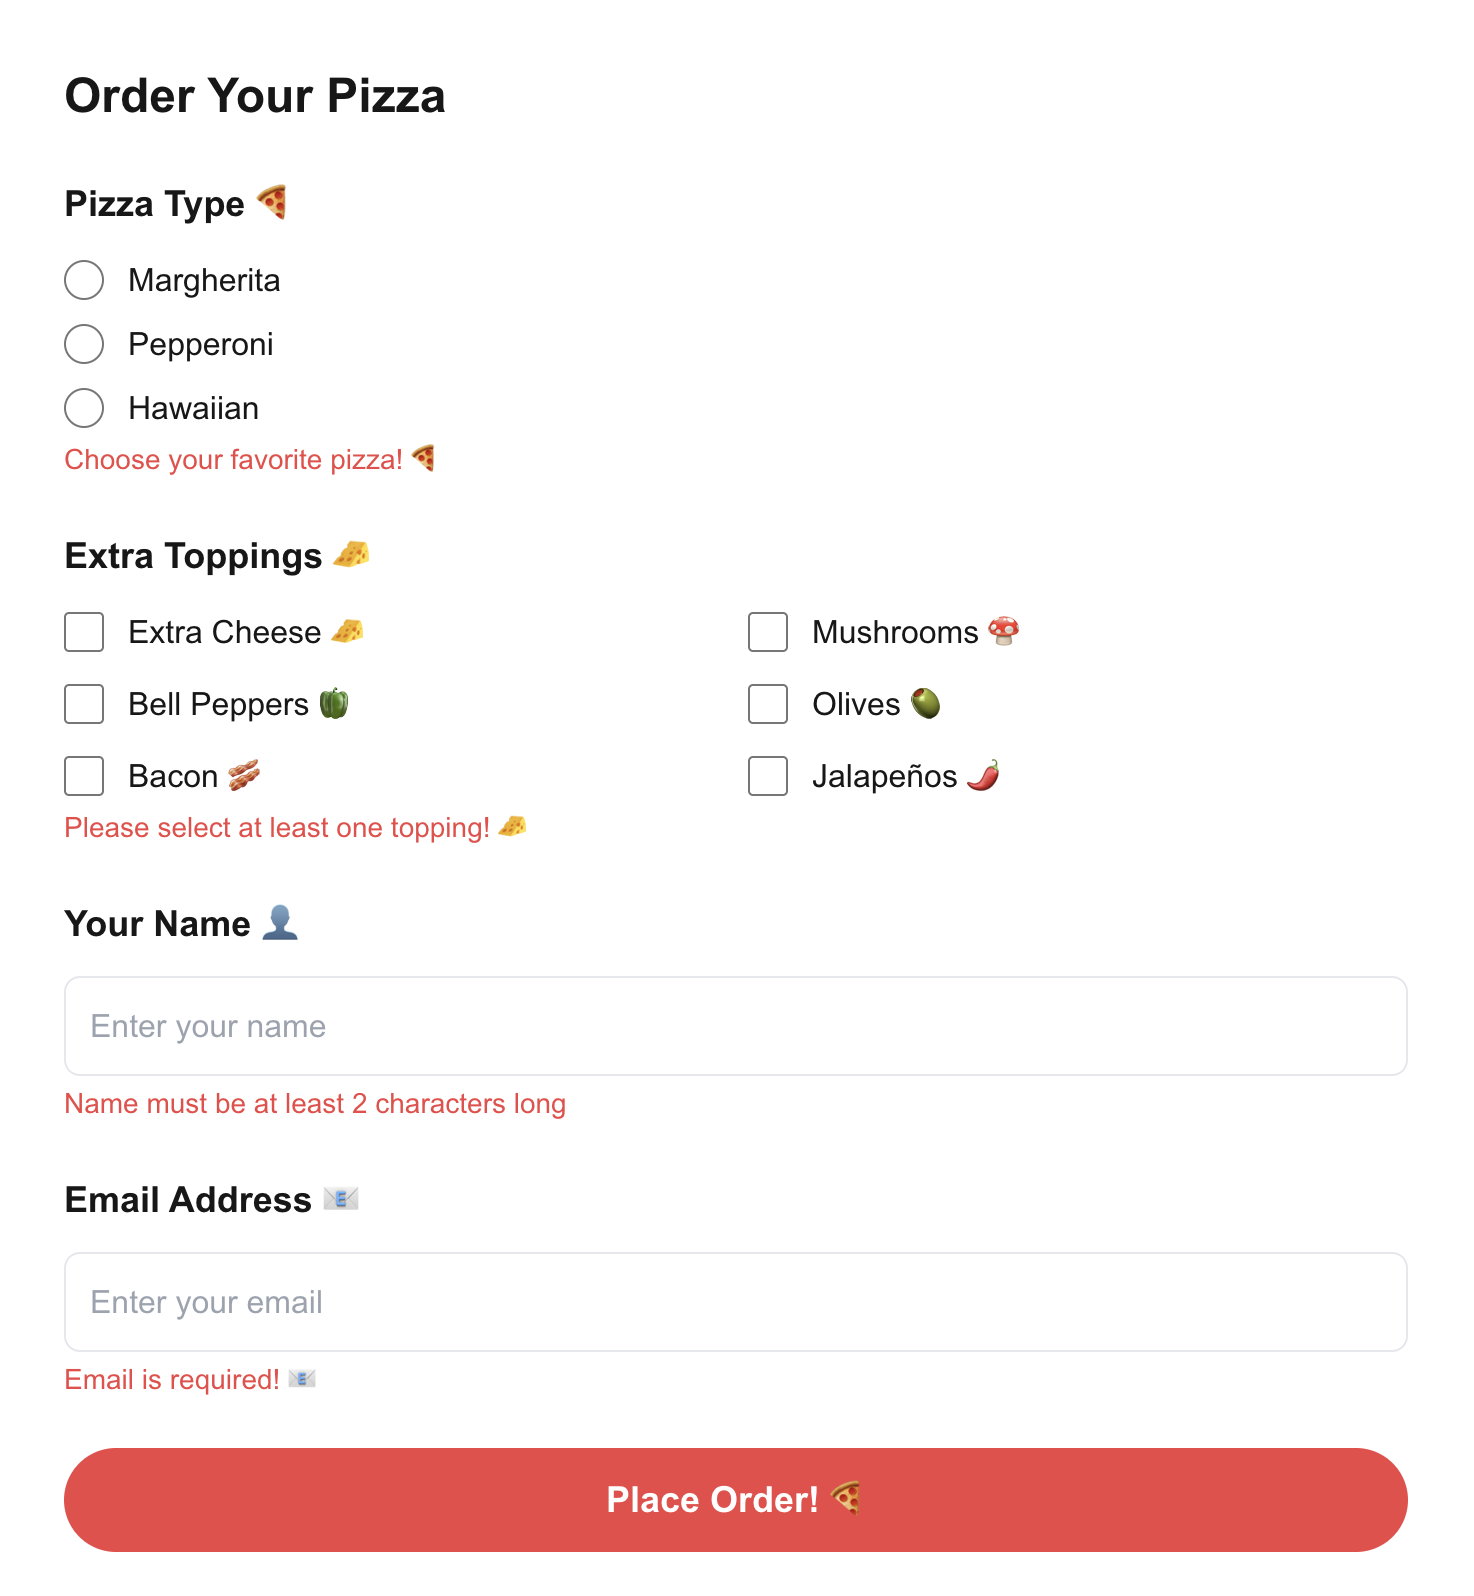 Order Your Pizza
Pizza Type 🍕
Margherita
Pepperoni
Hawaiian
Choose your favorite pizza! 🍕
Extra Toppings 🧀
Extra Cheese 🧀
Mushrooms 🍄
Bell Peppers 🫑
Olives 🫒
Bacon 🥓
Jalapeños 🌶️
Please select at least one topping! 🧀
Your Name 👤
Enter your name
Name must be at least 2 characters long
Email Address 📧
Enter your email
Email is required! 📧
Place Order! 🍕